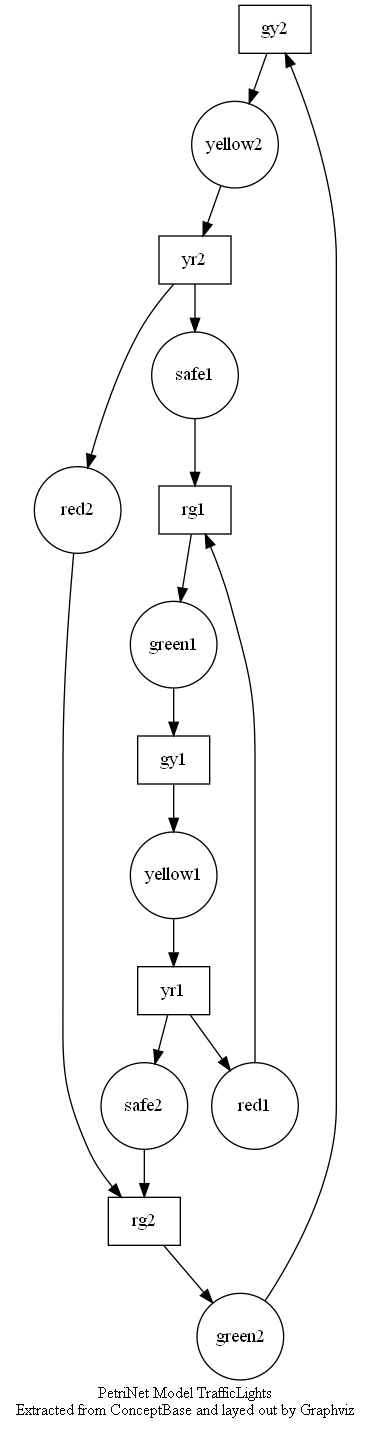 gy2
yellow2
yr2
safe1
red2
rg1
green1
gy1
yellow1
yr1
safe2
red1
rg2
green2
PetriNet Model TrafficLights
Extracted from ConceptBase and layed out by Graphviz